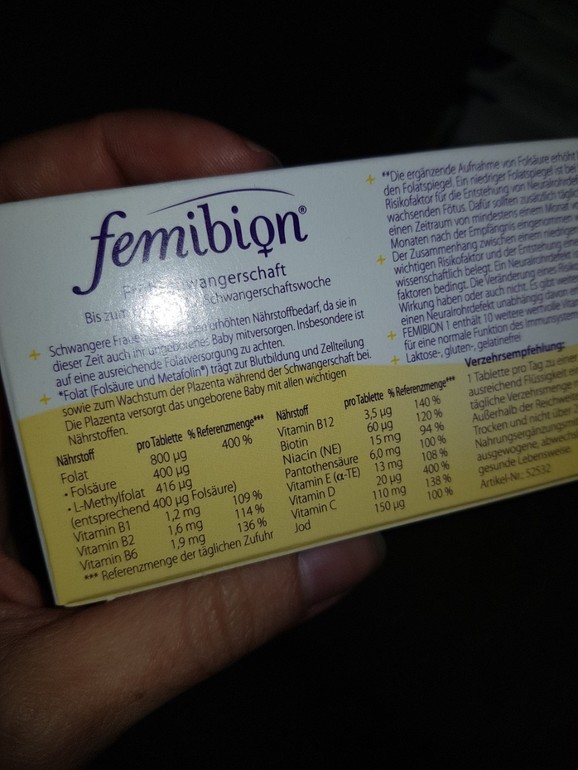 femibion®
Frühschwangerschaft
Bis zum Schwangerschaftswoche
+ Schwangere Frauen haben erhöhten Nährstoffbedarf, da sie in
dieser Zeit auch ihr ungeborenes Baby mitversorgen. Insbesondere ist
auf eine ausreichende Folatversorgung zu achten.
+ *Folat (Folsäure und Metafolin®) trägt zur Blutbildung und Zellteilung
sowie zum Wachstum der Plazenta während der Schwangerschaft bei.
Die Plazenta versorgt das ungeborene Baby mit allen wichtigen
Nährstoffen.
Nährstoff pro Tablette % Referenzmenge***
Folat 800 µg 400 %
• Folsäure 400 µg
• L-Methylfolat 416 µg
(entsprechend 400 µg Folsäure)
Vitamin B1 1,2 mg 109 %
Vitamin B2 1,6 mg 114 %
Vitamin B6 1,9 mg 136 %
*** Referenzmenge der täglichen Zufuhr
Nährstoff pro Tablette % Referenzmenge***
Vitamin B12 3,5 µg 140 %
Biotin 60 µg 120 %
Niacin (NE) 15 mg 94 %
Pantothensäure 6,0 mg 100 %
Vitamin E (α-TE) 13 mg 108 %
Vitamin D 20 µg 400 %
Vitamin C 110 mg 138 %
Jod 150 µg 100 %
+ **Die ergänzende Aufnahme von Folsäure erhöht
den Folatspiegel. Ein niedriger Folatspiegel ist bei
Risikofaktor für die Entstehung von
wachsenden Fötus. Dafür sollten zusätzlich
einen Zeitraum von mindestens einem Monat
Monaten nach der Empfängnis eingenommen
+ Der Zusammenhang zwischen einem niedrigen
wichtigen Risikofaktor und der Entstehung
wissenschaftlich belegt. Ein Neuralrohrdefekt
faktoren bedingt. Die Veränderung eines
Wirkung haben oder auch nicht. Es gibt
einen Neuralrohrdefekt unabhängig davon
+ FEMIBION 1 enthält 10 weitere wertvolle
für eine normale Funktion des Immunsystems
+ Laktose-, gluten-, gelatinefrei
Verzehrsempfehlung:
1 Tablette pro Tag zu einer
ausreichend Flüssigkeit
tägliche Verzehrsmenge
Außerhalb der Reichweite
Trocken und nicht über
Nahrungsergänzungsmittel
ausgewogene,
gesunde Lebensweise.
Artikel-Nr.: 52532